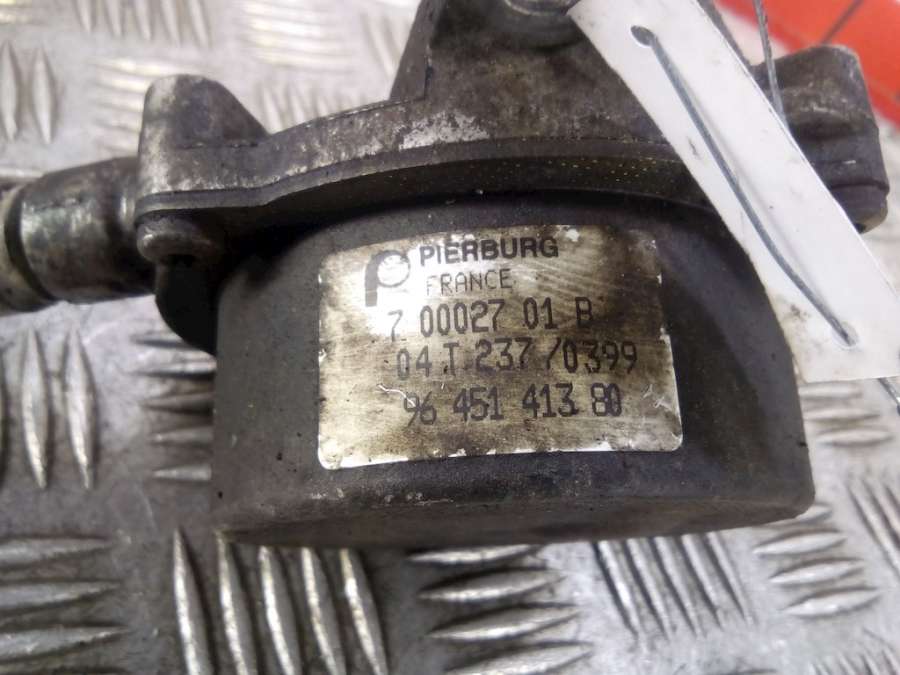 PIERBURG
FRANCE
7 00027 01 B
04 T 237/0399
96 451 413 80